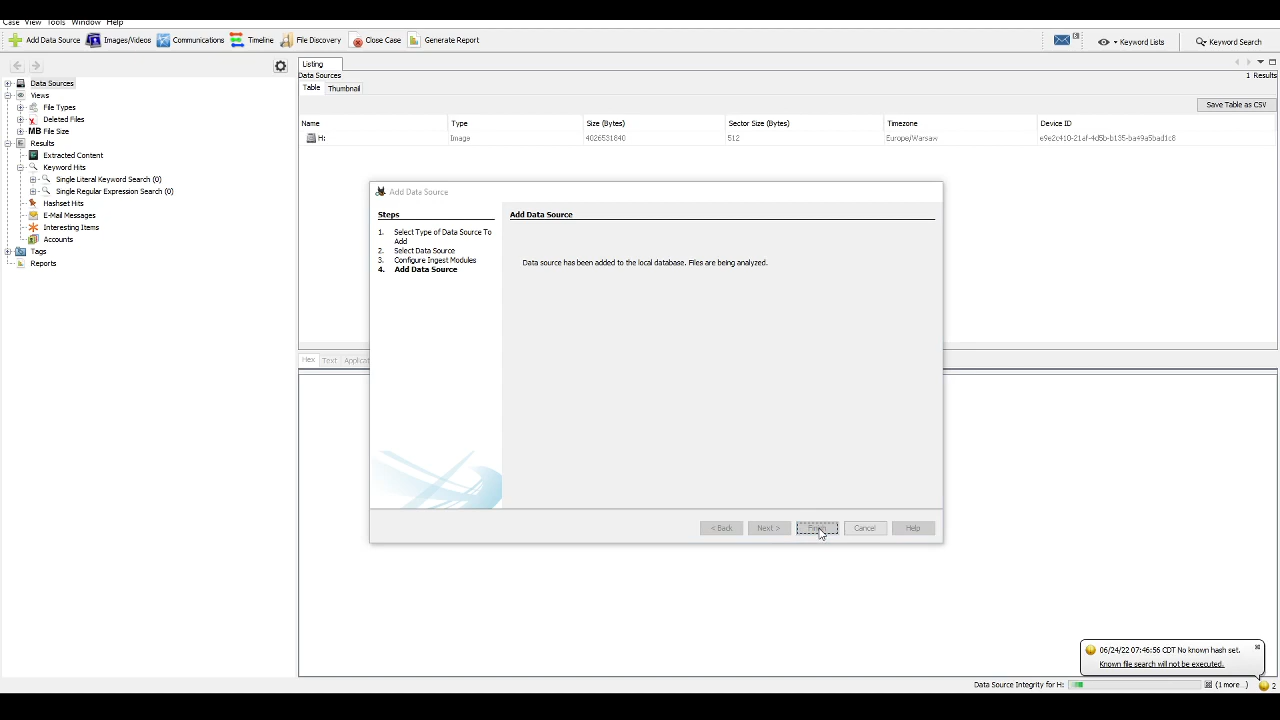 Case View Tools Window Help
Add Data Source Images/Videos Communications Timeline File Discovery Close Case Generate Report Keyword Lists Keyword Search
Data Sources
Views
File Types
Deleted Files
MB File Size
Results
Extracted Content
Keyword Hits
Single Literal Keyword Search (0)
Single Regular Expression Search (0)
Hashset Hits
E-Mail Messages
Interesting Items
Accounts
Tags
Reports
Listing
Data Sources 1 Results
Table Thumbnail
Save Table as CSV
Name Type Size (Bytes) Sector Size (Bytes) Timezone Device ID
H: Image 4026531840 512 Europe/Warsaw
Add Data Source
Steps
1. Select Type of Data Source To
Add
2. Select Data Source
3. Configure Ingest Modules
4. Add Data Source
Add Data Source
Data source has been added to the local database. Files are being analyzed.
< Back Next > Cancel Help
Hex Text
06/24/22 07:46:56 CDT No known hash set.
Known file search will not be executed.
Data Source Integrity for H: (1 more...) 2